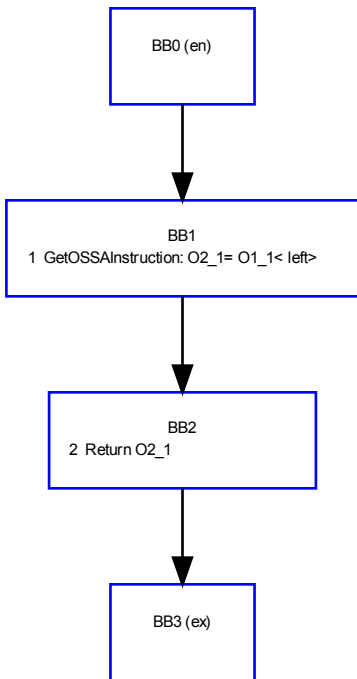 BB0 (en)
BB1
1 GetOSSAInstruction: O2_1= O1_1< left>
BB2
2 Return O2_1
BB3 (ex)